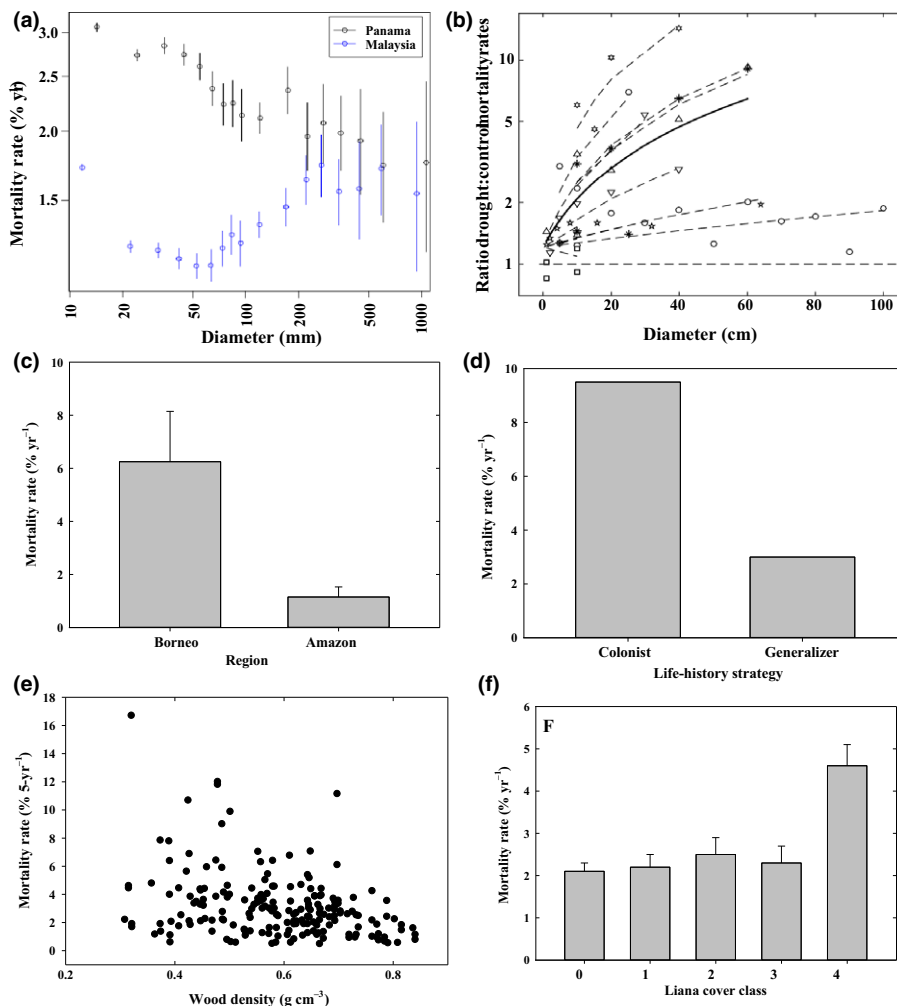 (a)
3.0
2.5
2.0
1.5
Mortality rate (% yr)
Panama
Malaysia
10
20
50
100
200
500
1000
Diameter (mm)
(b)
10
5
2
1
Ratiodrought:controlmortalityrates
0
20
40
60
80
100
Diameter (cm)
(c)
10
8
6
4
2
0
Mortality rate (% yr⁻¹)
Borneo
Amazon
Region
(d)
10
8
6
4
2
0
Mortality rate (% yr⁻¹)
Colonist
Generalizer
Life-history strategy
(e)
18
16
14
12
10
8
6
4
2
0
Mortality rate (% 5-yr⁻¹)
0.2
0.4
0.6
0.8
Wood density (g cm⁻³)
(f)
F
6
5
4
3
2
1
0
Mortality rate (% yr⁻¹)
0
1
2
3
4
Liana cover class